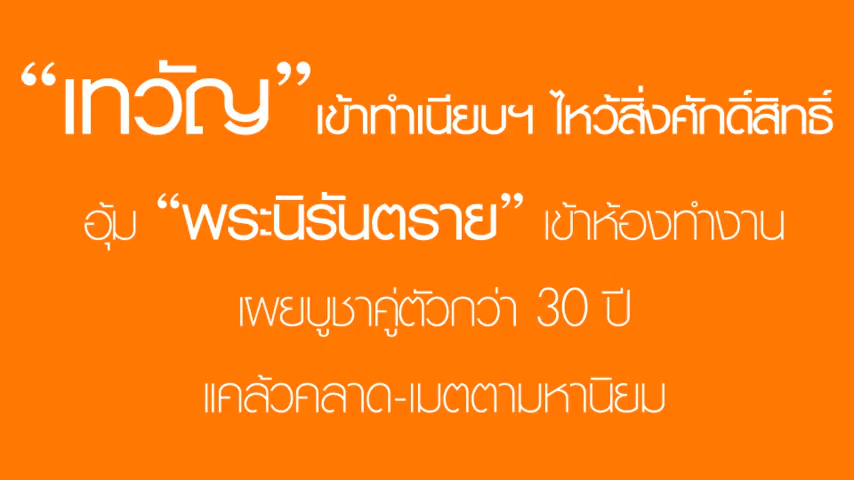 “เทวัญ” เข้าทำเนียบฯ ไหว้สิ่งศักดิ์สิทธิ์
อุ้ม “พระนิรันตราย” เข้าห้องทำงาน
เผยบูชาคู่ตัวกว่า 30 ปี
แคล้วคลาด-เมตตามหานิยม